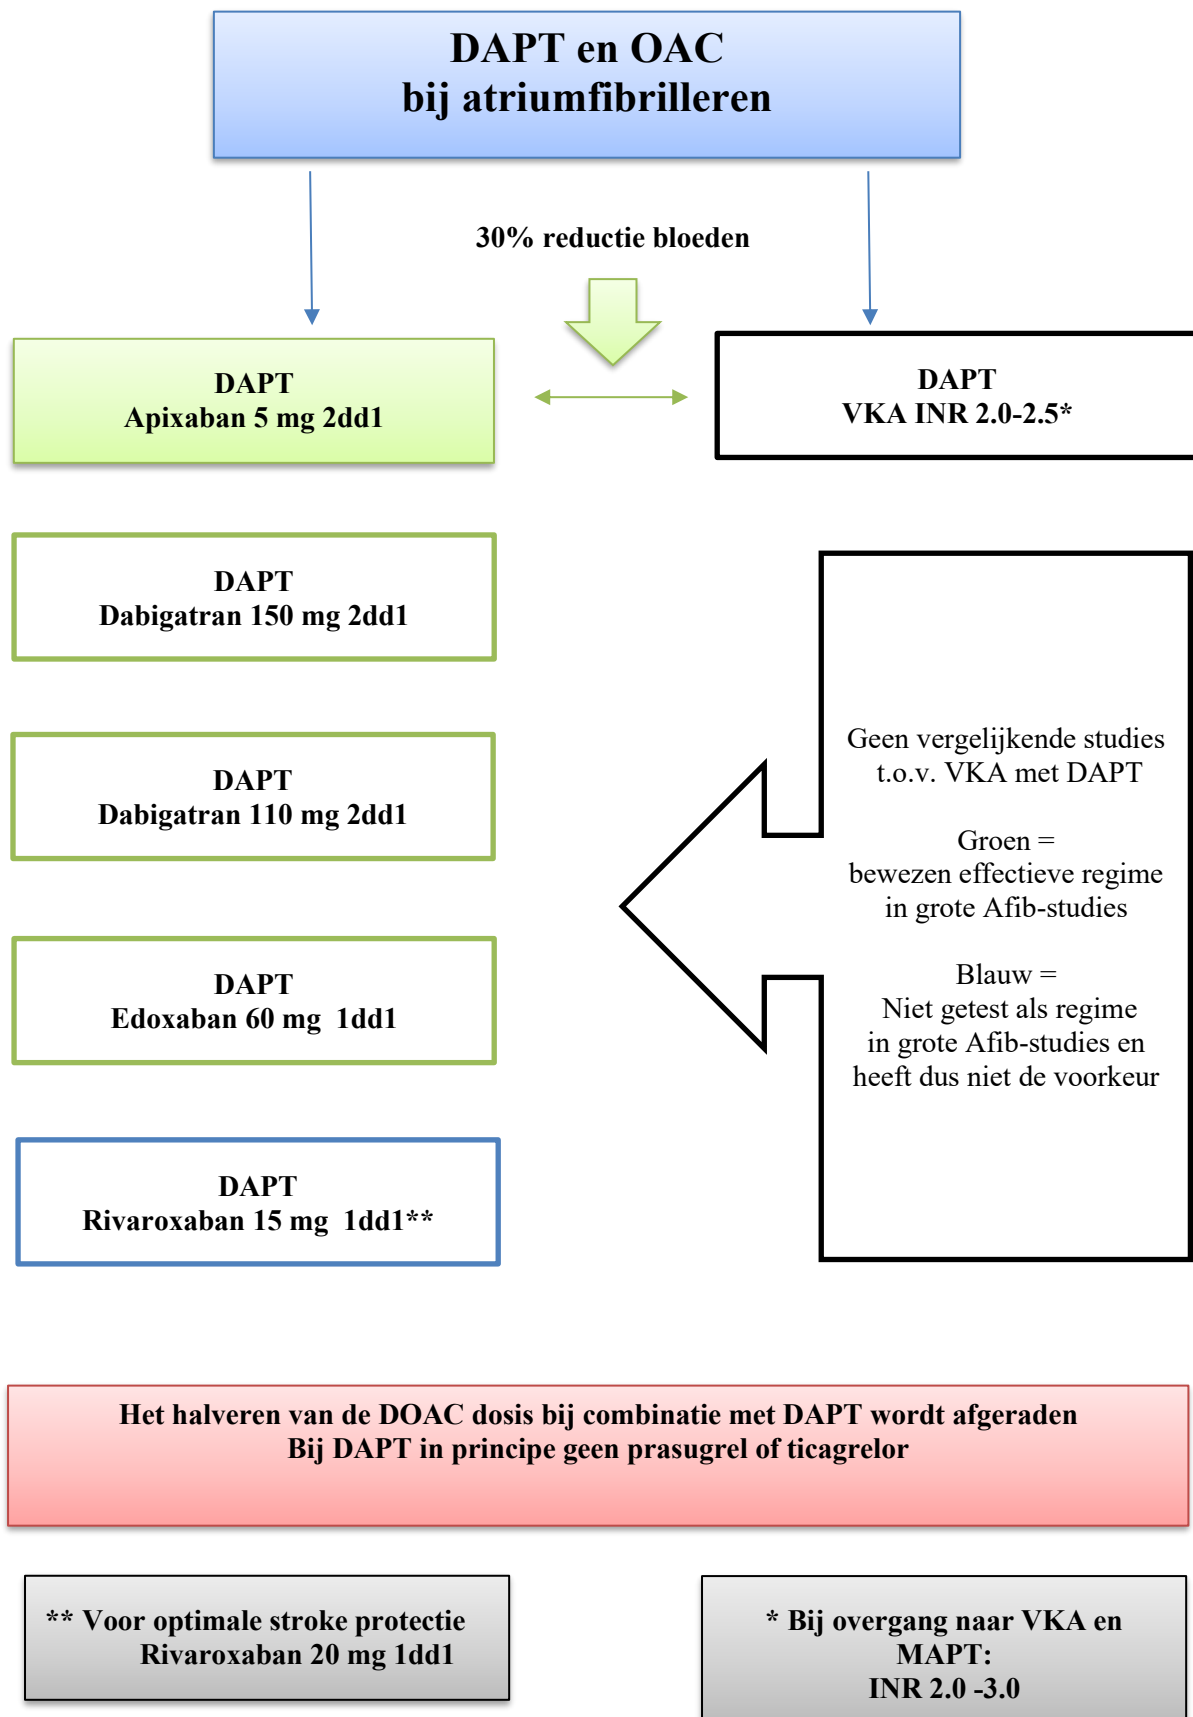 DAPT en OAC
bij atriumfibrilleren
30% reductie bloeden
DAPT
Apixaban 5 mg 2dd1
DAPT
VKA INR 2.0-2.5*
DAPT
Dabigatran 150 mg 2dd1
DAPT
Dabigatran 110 mg 2dd1
DAPT
Edoxaban 60 mg 1dd1
DAPT
Rivaroxaban 15 mg 1dd1**
Geen vergelijkende studies
t.o.v. VKA met DAPT
Groen =
bewezen effectieve regime
in grote Afib-studies
Blauw =
Niet getest als regime
in grote Afib-studies en
heeft dus niet de voorkeur
Het halveren van de DOAC dosis bij combinatie met DAPT wordt afgeraden
Bij DAPT in principe geen prasugrel of ticagrelor
** Voor optimale stroke protectie
Rivaroxaban 20 mg 1dd1
* Bij overgang naar VKA en
MAPT:
INR 2.0 -3.0